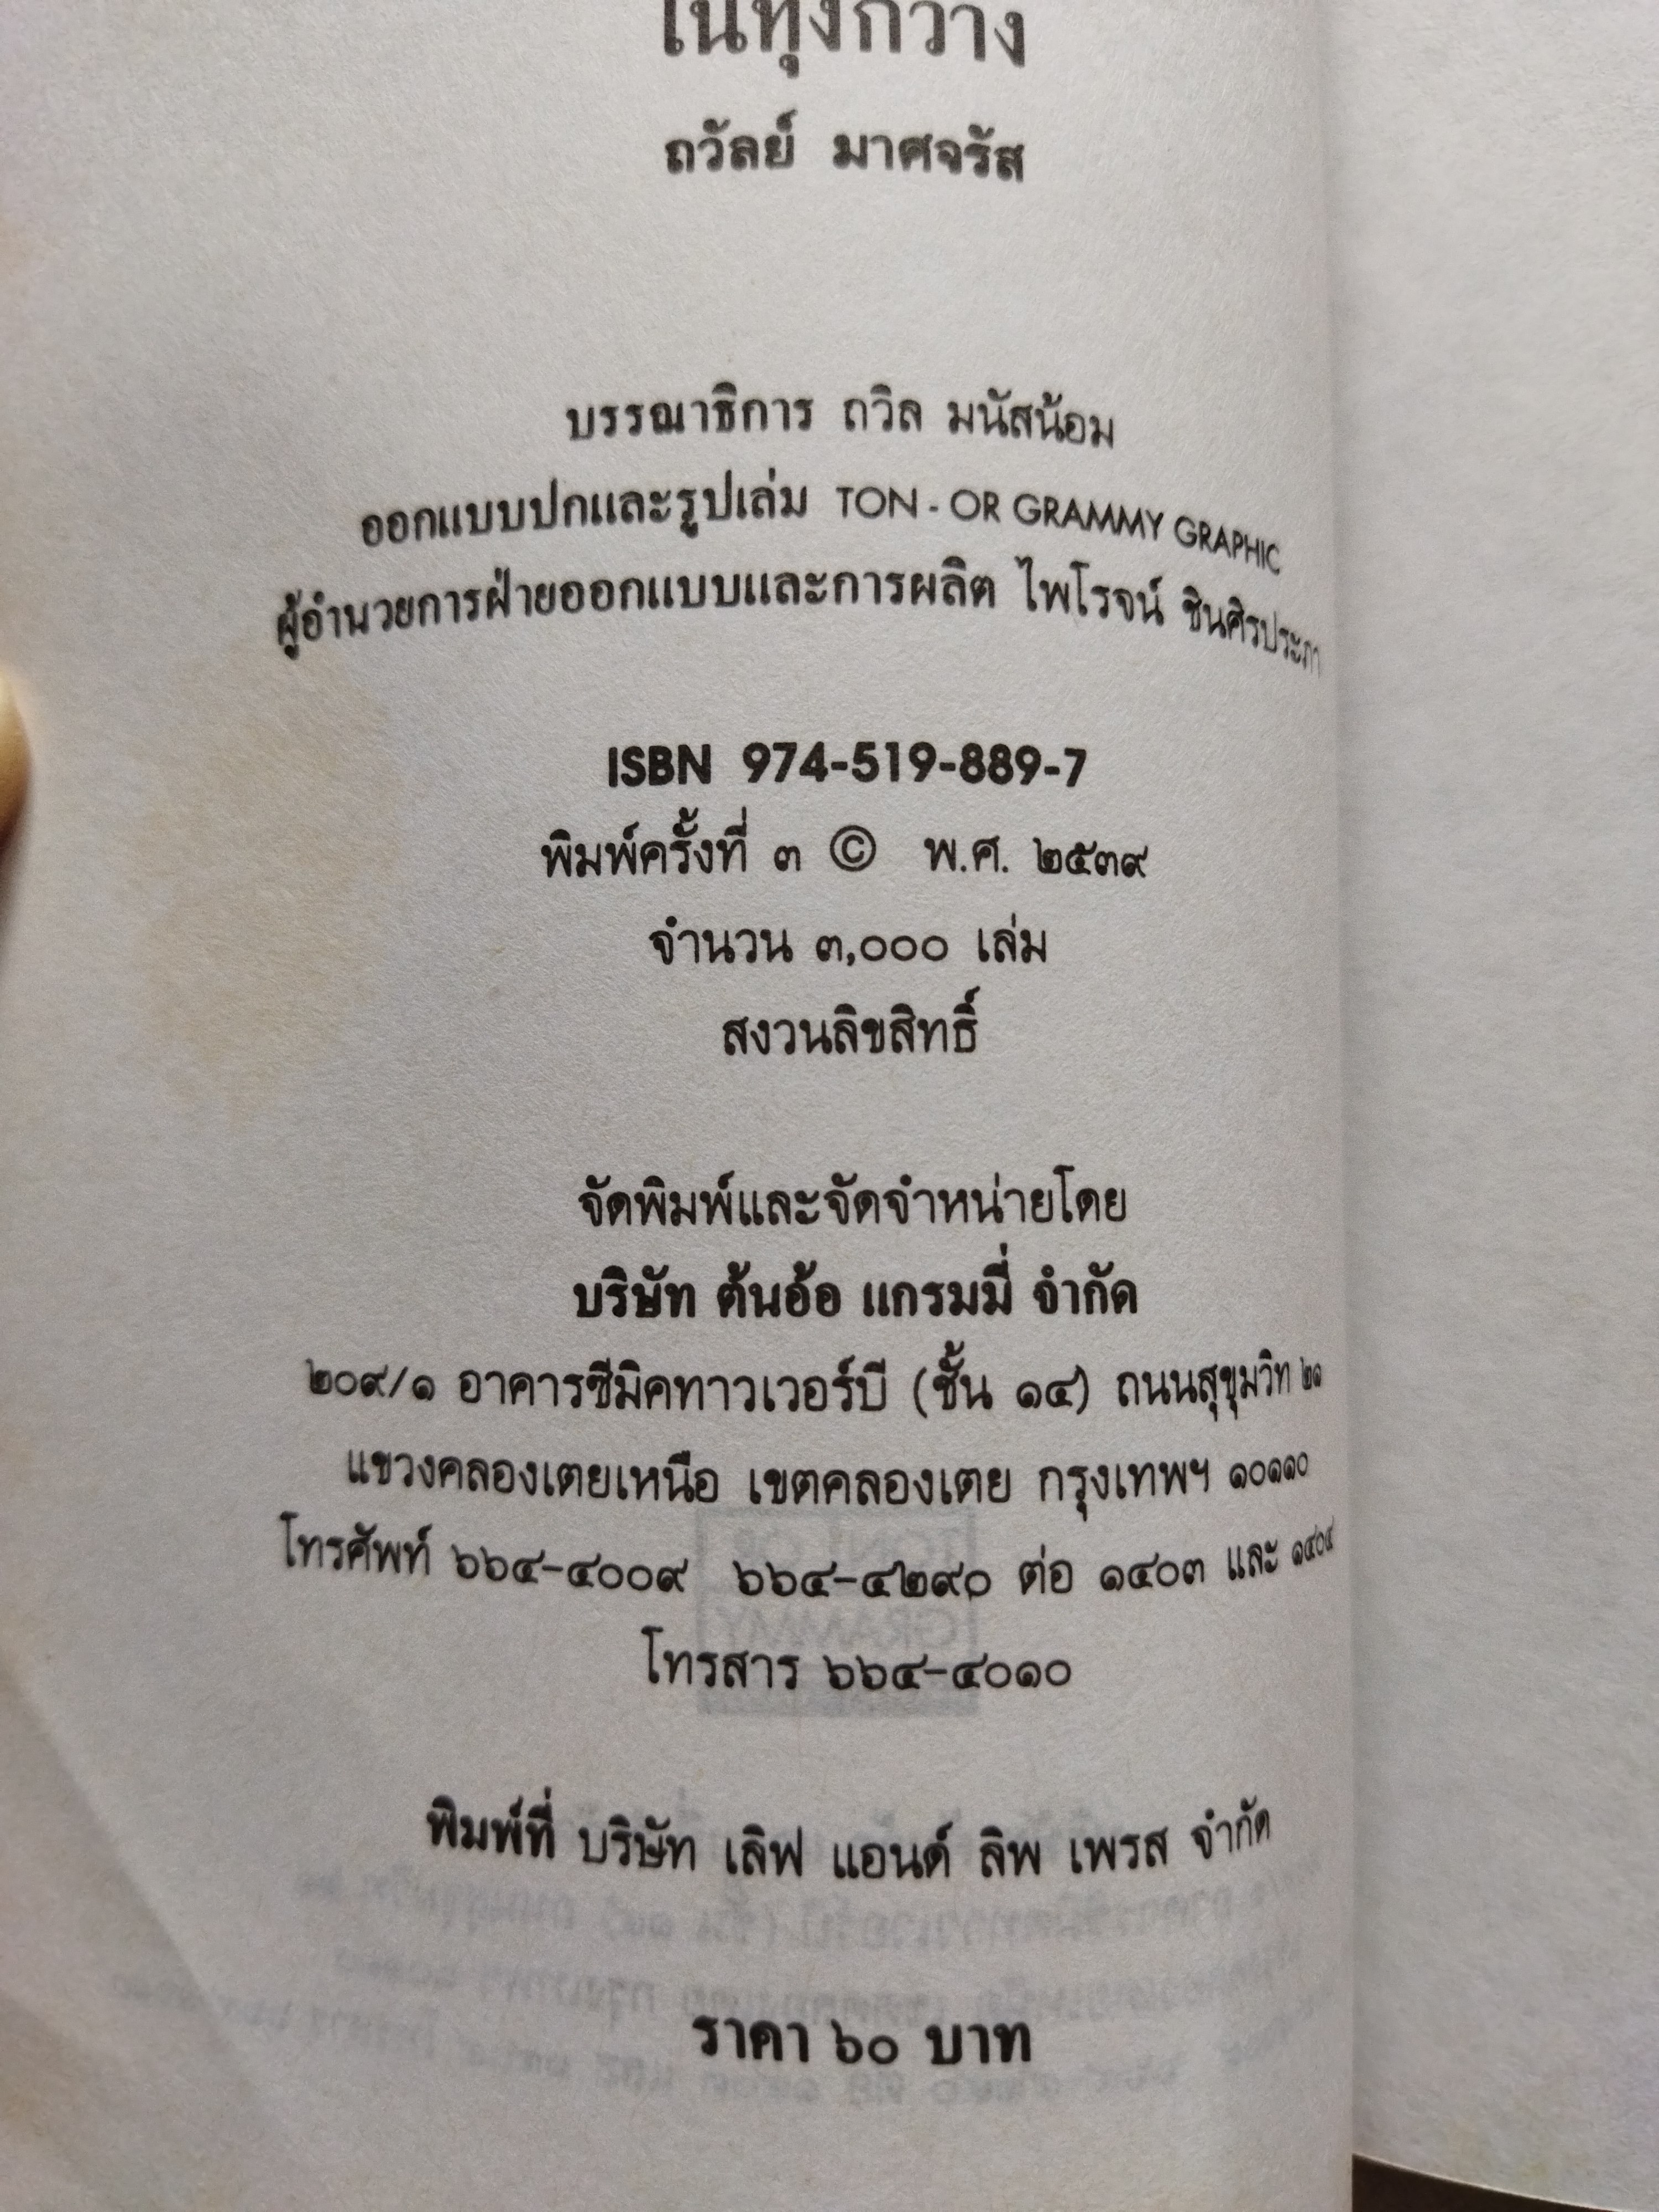 ในทุ่งกว้าง
ถวัลย์ มาศจรัส
บรรณาธิการ ถวิล มนัสน้อม
ออกแบบปกและรูปเล่ม TON - OR GRAMMY GRAPHIC
ผู้อำนวยการฝ่ายออกแบบและการผลิต ไพโรจน์ ชินศิรประภา
ISBN 974-519-889-7
พิมพ์ครั้งที่ ๓ © พ.ศ. ๒๕๓๙
จำนวน ๓,๐๐๐ เล่ม
สงวนลิขสิทธิ์
จัดพิมพ์และจัดจำหน่ายโดย
บริษัท ต้นอ้อ แกรมมี่ จำกัด
๒๐๙/๑ อาคารซีมิคทาวเวอร์บี (ชั้น ๑๔) ถนนสุขุมวิท ๒๑
แขวงคลองเตยเหนือ เขตคลองเตย กรุงเทพฯ ๑๐๑๑๐
โทรศัพท์ ๖๖๔-๔๐๐๙ ๖๖๔-๔๒๙๐ ต่อ ๑๔๐๓ และ ๑๔๐๔
โทรสาร ๖๖๔-๔๐๑๐
พิมพ์ที่ บริษัท เลิฟ แอนด์ ลิพ เพรส จำกัด
ราคา ๖๐ บาท